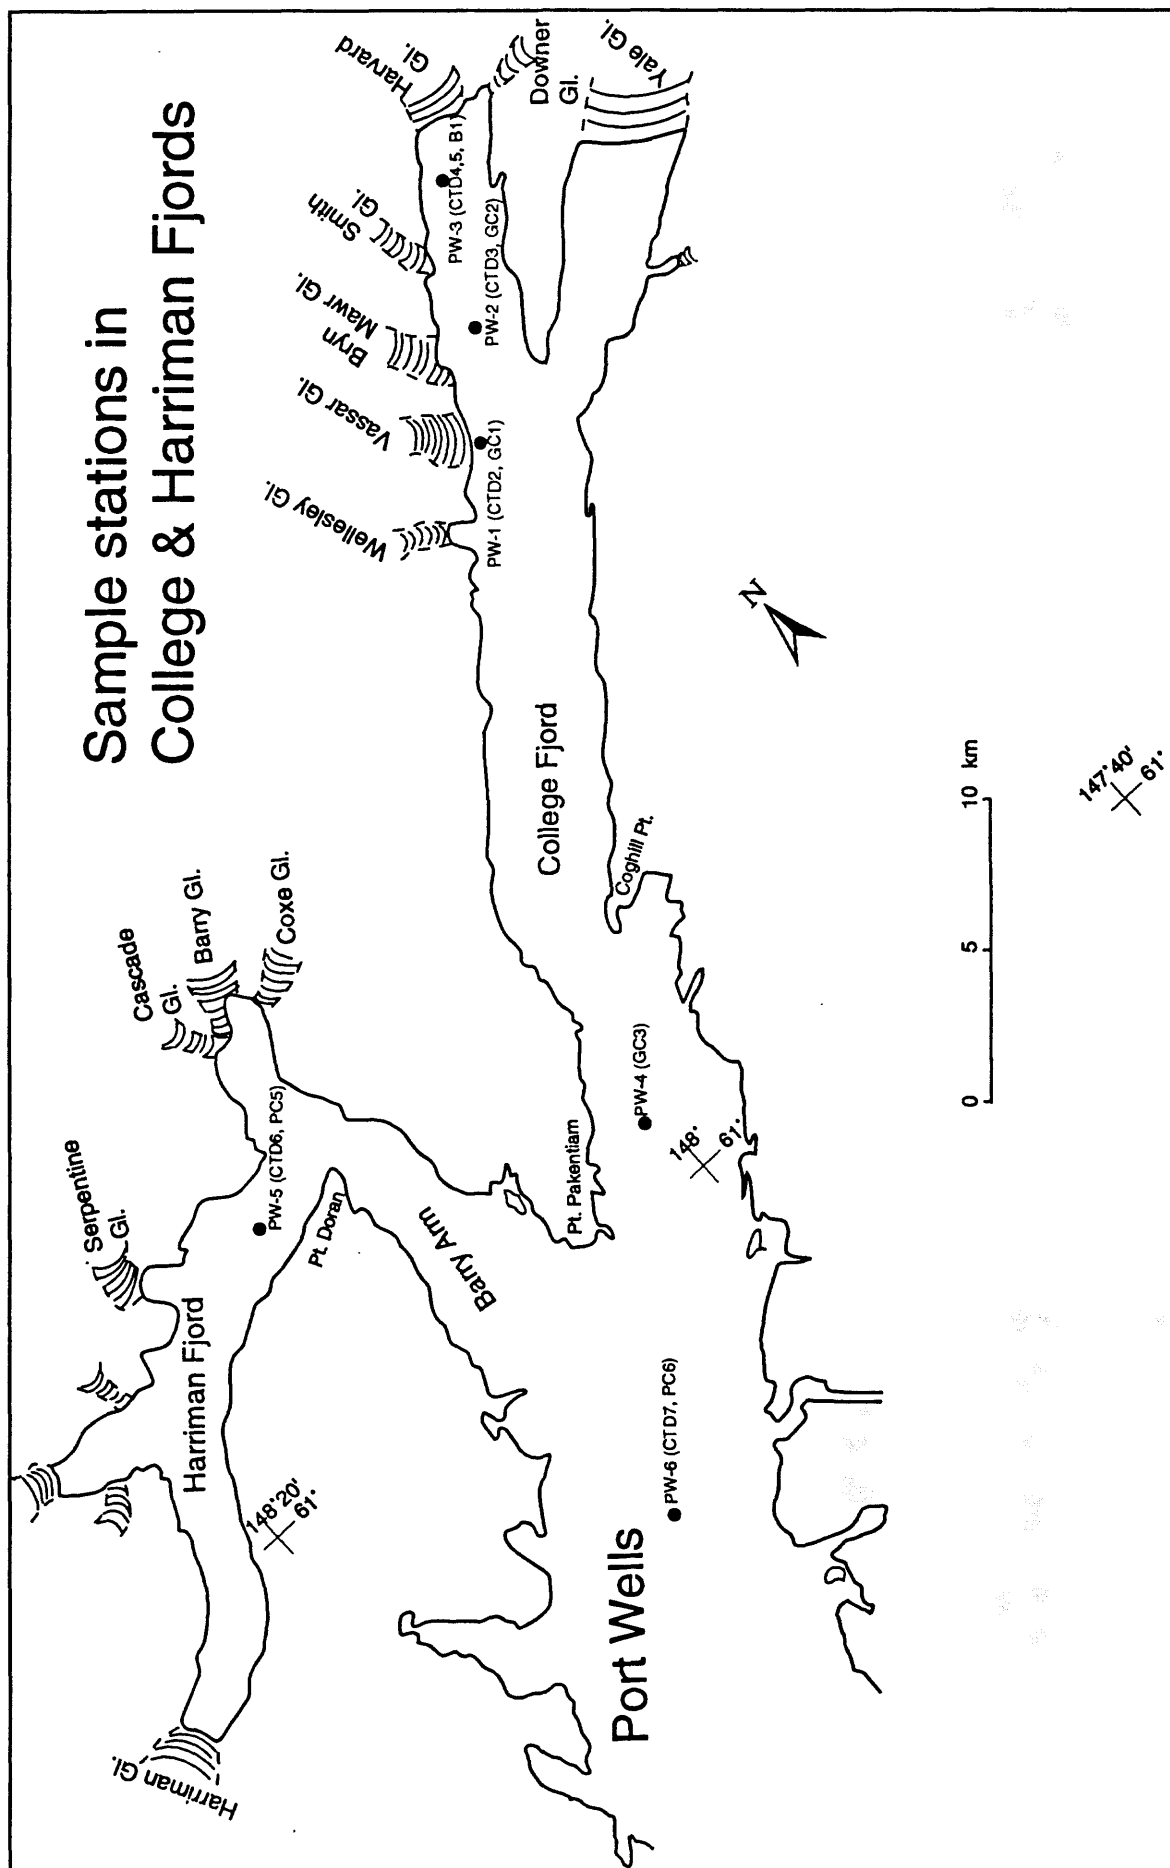 Sample stations in
College & Harriman Fjords
Harvard
Gl.
Downer
Gl.
Yale Gl.
Smith
Gl.
Bryn
Mawr Gl.
Vassar Gl.
Wellesley Gl.
PW-3 (CTD4,5, B1)
PW-2 (CTD3, GC2)
PW-1 (CTD2, GC1)
College Fjord
Coghill Pt.
N
Cascade
Gl.
Barry Gl.
Coxe Gl.
Serpentine
Gl.
PW-5 (CTD6, PC5)
Pt. Doran
Barry Arm
Pt. Pakentiam
PW-4 (GC3)
148°
61°
Harriman Fjord
148°20'
61°
Harriman Gl.
PW-6 (CTD7, PC6)
Port Wells
0 5 10 km
147°40'
61°